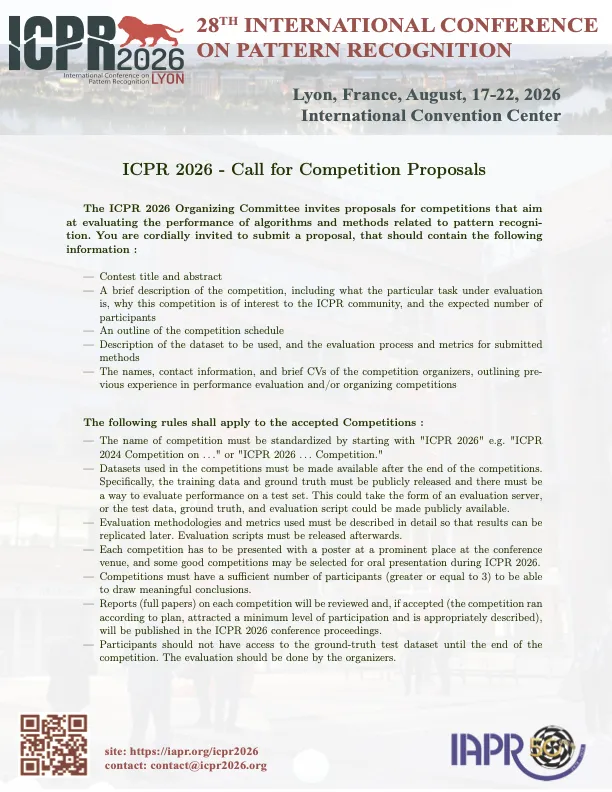 ICPR
2026
International Conference on
Pattern Recognition
LYON
28TH INTERNATIONAL CONFERENCE
ON PATTERN RECOGNITION
Lyon, France, August, 17-22, 2026
International Convention Center
ICPR 2026 - Call for Competition Proposals
The ICPR 2026 Organizing Committee invites proposals for competitions that aim
at evaluating the performance of algorithms and methods related to pattern recogni-
tion. You are cordially invited to submit a proposal, that should contain the following
information :
— Contest title and abstract
— A brief description of the competition, including what the particular task under evaluation
is, why this competition is of interest to the ICPR community, and the expected number of
participants
— An outline of the competition schedule
— Description of the dataset to be used, and the evaluation process and metrics for submitted
methods
— The names, contact information, and brief CVs of the competition organizers, outlining pre-
vious experience in performance evaluation and/or organizing competitions
The following rules shall apply to the accepted Competitions :
— The name of competition must be standardized by starting with "ICPR 2026" e.g. "ICPR
2024 Competition on ..." or "ICPR 2026 ... Competition."
— Datasets used in the competitions must be made available after the end of the competitions.
Specifically, the training data and ground truth must be publicly released and there must be
a way to evaluate performance on a test set. This could take the form of an evaluation server,
or the test data, ground truth, and evaluation script could be made publicly available.
— Evaluation methodologies and metrics used must be described in detail so that results can be
replicated later. Evaluation scripts must be released afterwards.
— Each competition has to be presented with a poster at a prominent place at the conference
venue, and some good competitions may be selected for oral presentation during ICPR 2026.
— Competitions must have a sufficient number of participants (greater or equal to 3) to be able
to draw meaningful conclusions.
— Reports (full papers) on each competition will be reviewed and, if accepted (the competition ran
according to plan, attracted a minimum level of participation and is appropriately described),
will be published in the ICPR 2026 conference proceedings.
— Participants should not have access to the ground-truth test dataset until the end of the
competition. The evaluation should be done by the organizers.
site: https://iapr.org/icpr2026
contact: contact@icpr2026.org
IAPR